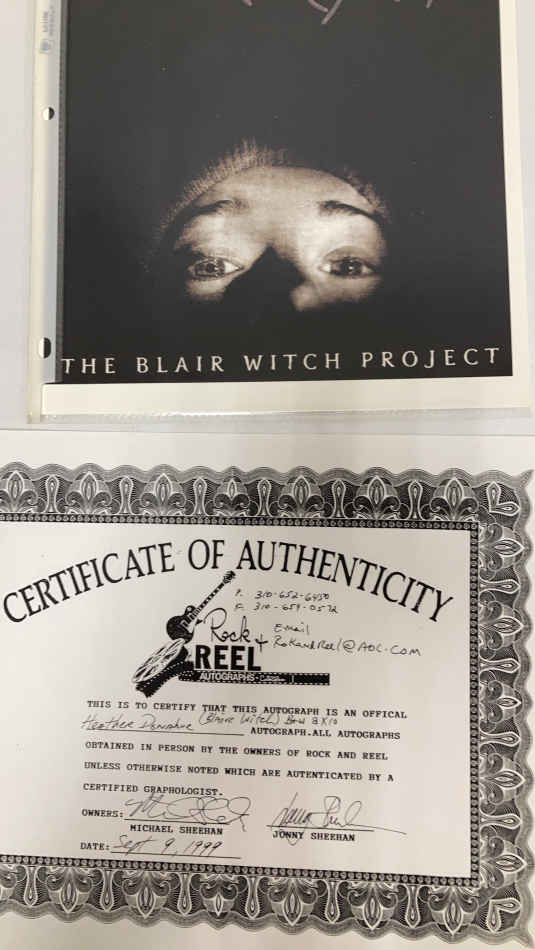 THE BLAIR WITCH PROJECT
CERTIFICATE OF AUTHENTICITY
P. 310-652-6450
F. 310-659-0572
Email
RokandReel@AOL.COM
Rock +
REEL
AUTOGRAPHS
THIS IS TO CERTIFY THAT THIS AUTOGRAPH IS AN OFFICAL
Heather Donahue (Blair Witch) B+W 8X10 AUTOGRAPH.ALL AUTOGRAPHS
OBTAINED IN PERSON BY THE OWNERS OF ROCK AND REEL
UNLESS OTHERWISE NOTED WHICH ARE AUNTENICATED BY A
CERTIFIED GRAPHOLOGIST.
OWNERS:
MICHAEL SHEEHAN JONNY SHEEHAN
DATE: Sept 9, 1999